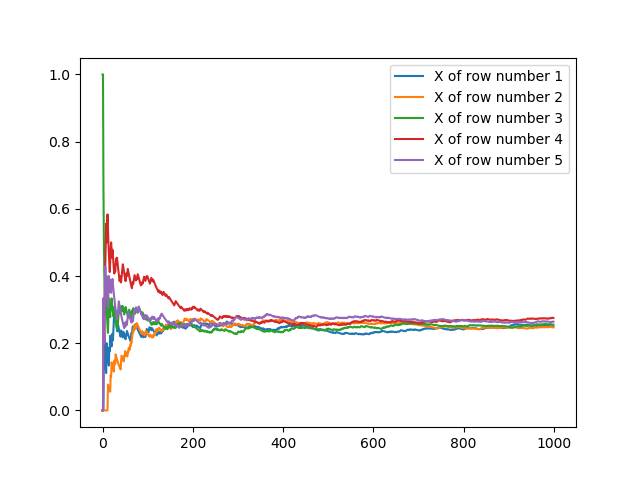 1.0
0.8
0.6
0.4
0.2
0.0
0
200
400
600
800
1000
X of row number 1
X of row number 2
X of row number 3
X of row number 4
X of row number 5